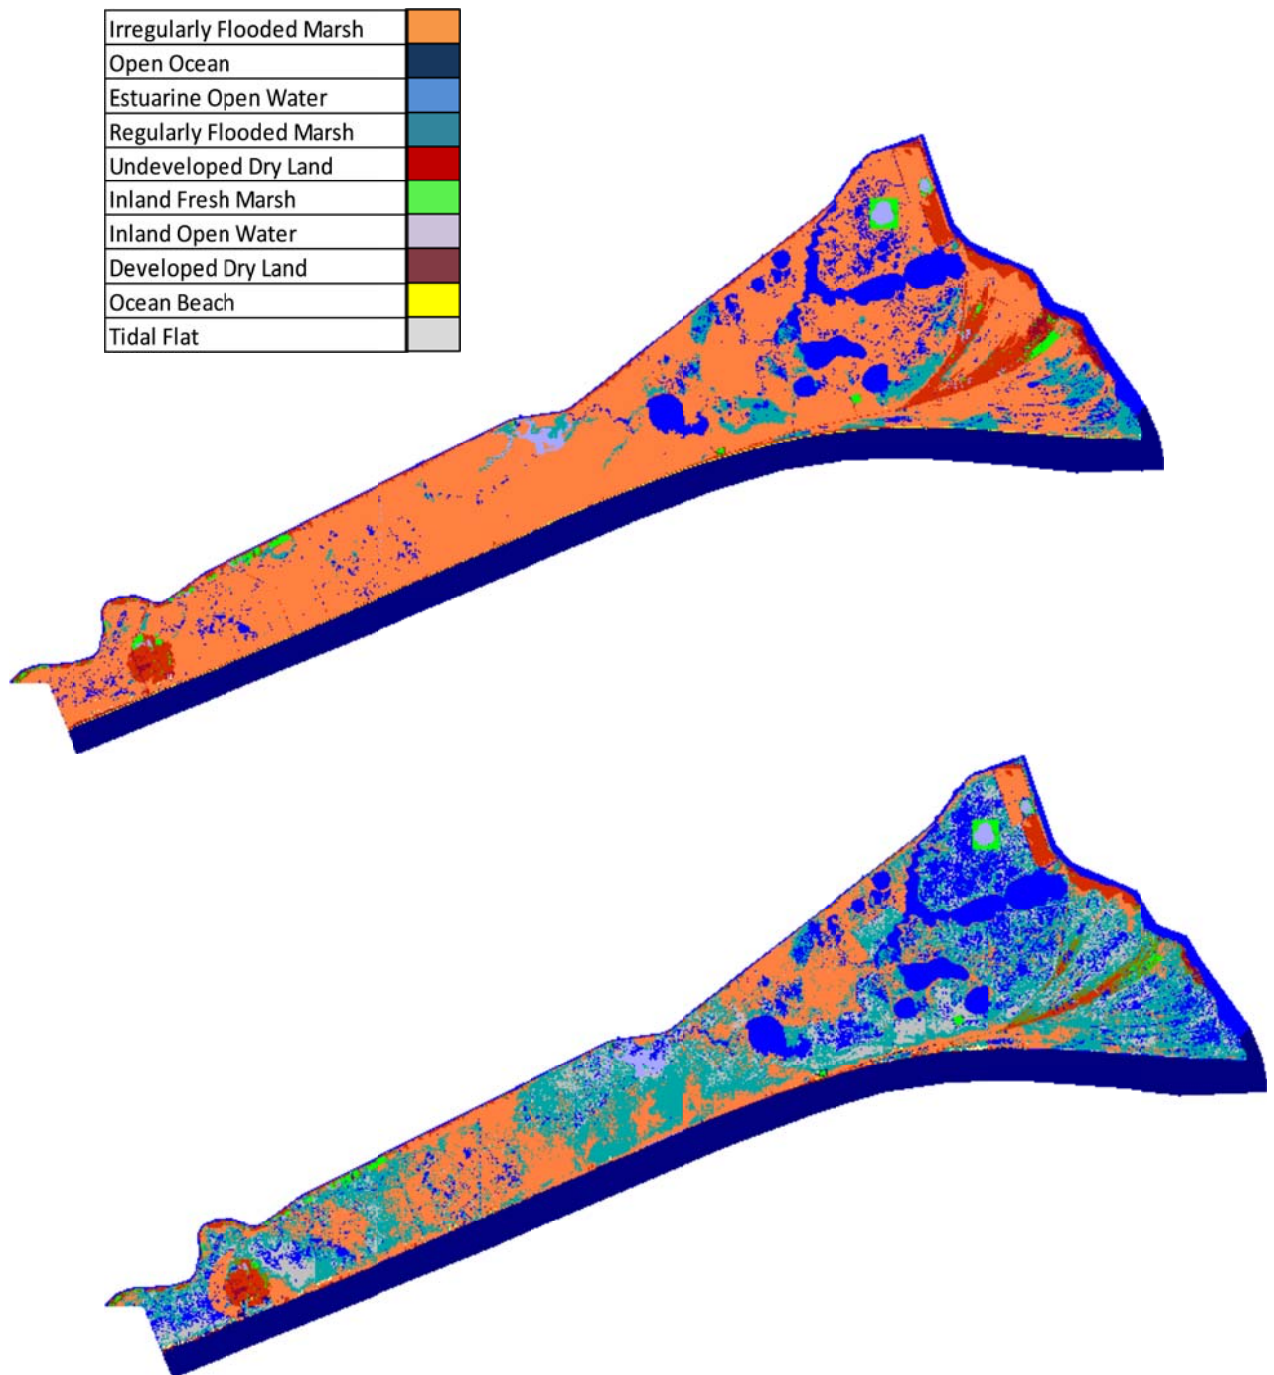 Irregularly Flooded Marsh
Open Ocean
Estuarine Open Water
Regularly Flooded Marsh
Undeveloped Dry Land
Inland Fresh Marsh
Inland Open Water
Developed Dry Land
Ocean Beach
Tidal Flat